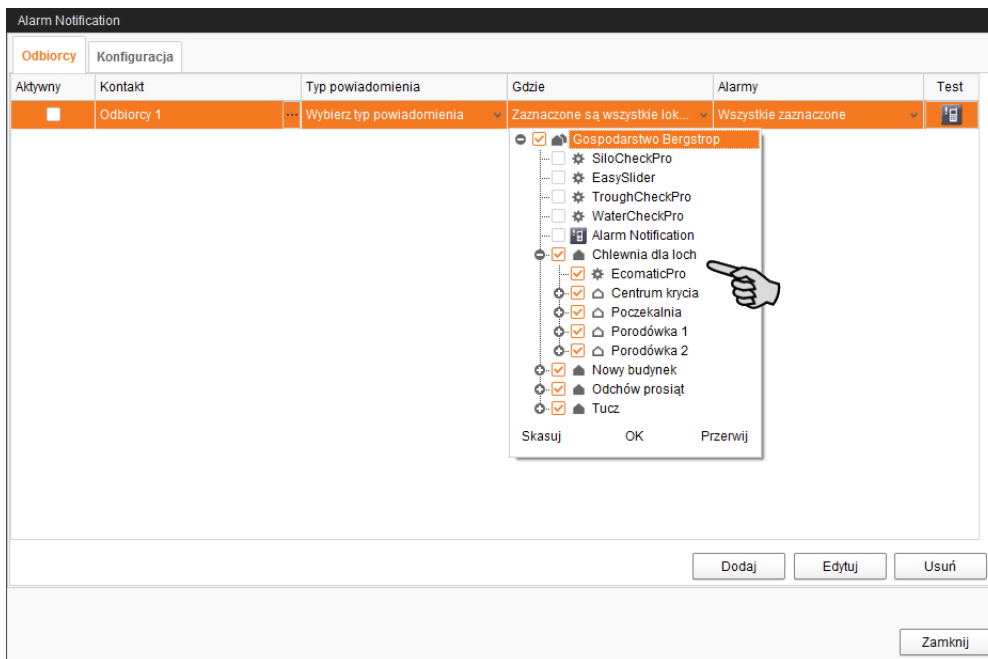 Alarm Notification
Odbiorcy Konfiguracja
Aktywny Kontakt Typ powiadomienia Gdzie Alarmy Test
Odbiorcy 1 ... Wybierz typ powiadomienia Zaznaczone są wszystkie lok... Wszystkie zaznaczone
Gospodarstwo Bergstrop
SiloCheckPro
EasySlider
TroughCheckPro
WaterCheckPro
Alarm Notification
Chlewnia dla loch
EcomaticPro
Centrum krycia
Poczekalnia
Porodówka 1
Porodówka 2
Nowy budynek
Odchów prosiąt
Tucz
Skasuj OK Przerwij
Dodaj Edytuj Usuń
Zamknij